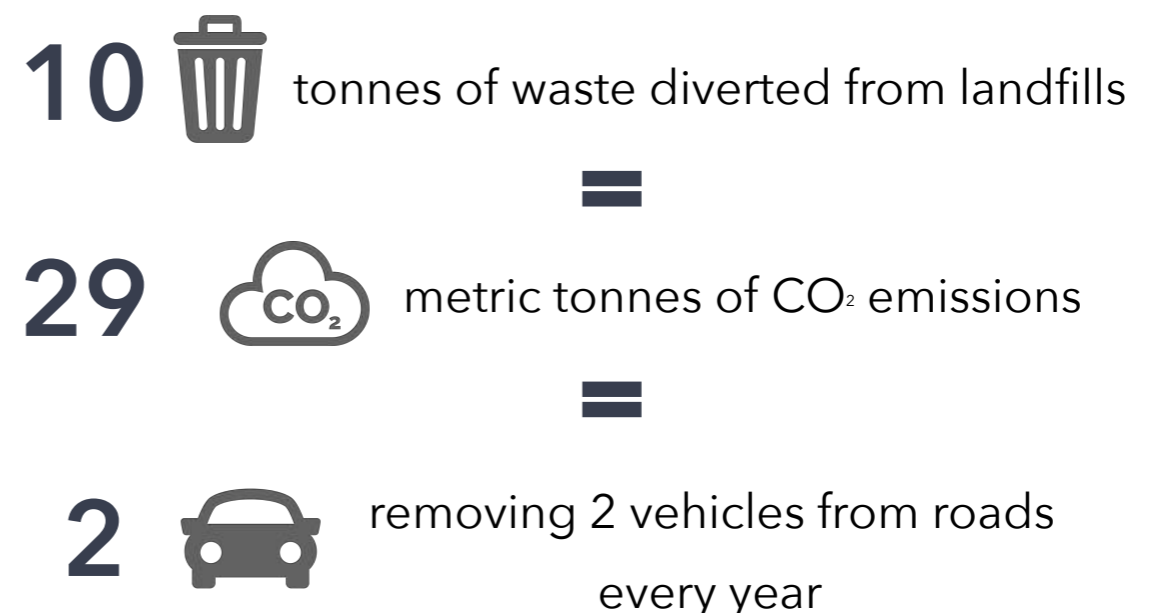 10 tonnes of waste diverted from landfills
=
29 CO₂ metric tonnes of CO₂ emissions
=
2 removing 2 vehicles from roads
every year